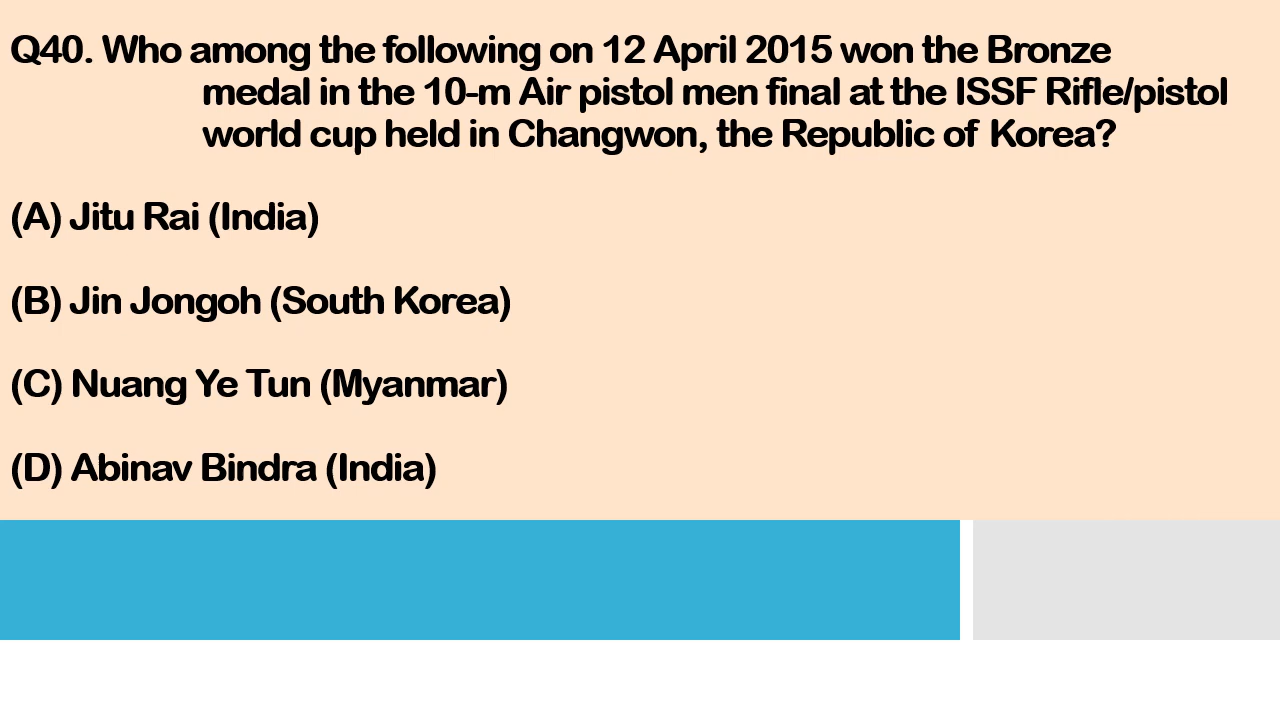 Q40. Who among the following on 12 April 2015 won the Bronze
medal in the 10-m Air pistol men final at the ISSF Rifle/pistol
world cup held in Changwon, the Republic of Korea?
(A) Jitu Rai (India)
(B) Jin Jongoh (South Korea)
(C) Nuang Ye Tun (Myanmar)
(D) Abinav Bindra (India)